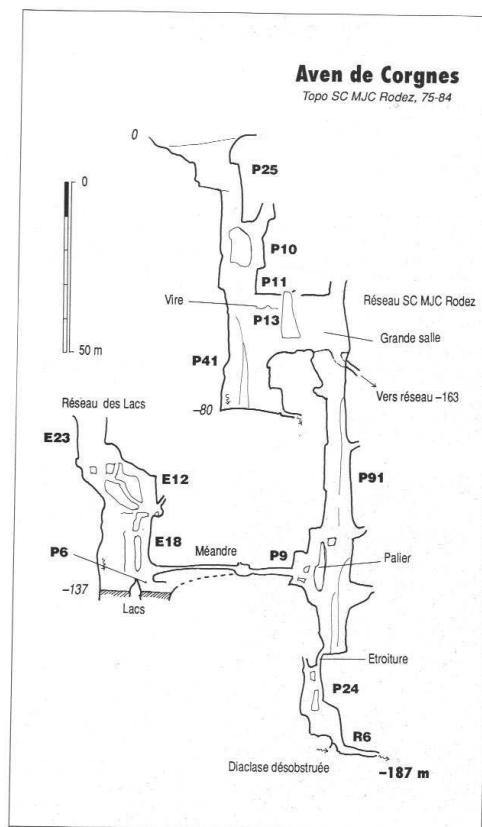 Aven de Corgnes
Topo SC MJC Rodez, 75-84
0
0
P25
P10
P11
Vire
P13
Réseau SC MJC Rodez
Grande salle
50 m
P41
–80
Vers réseau –163
Réseau des Lacs
E23
E12
P91
E18
Méandre
P9
P6
Palier
–137
Lacs
Etroiture
P24
R6
Diaclase désobstruée
–187 m